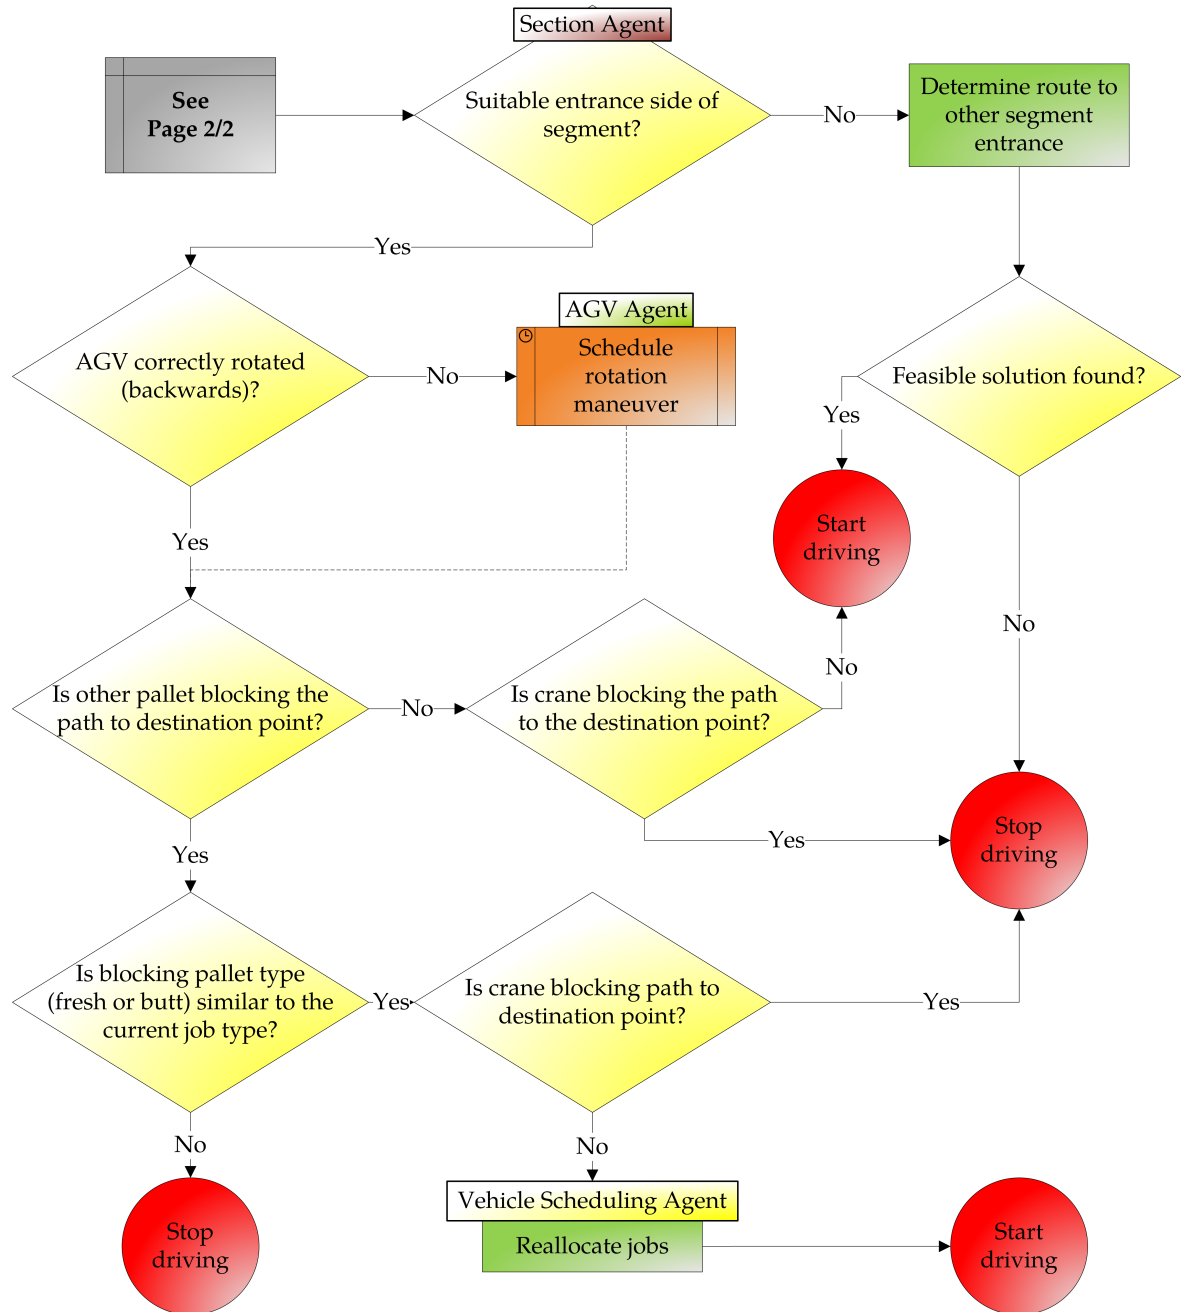 Section Agent
See
Page 2/2
Suitable entrance side of
segment?
No
Determine route to
other segment
entrance
Yes
AGV correctly rotated
(backwards)?
No
AGV Agent
Schedule
rotation
maneuver
Feasible solution found?
Yes
Start
driving
Yes
No
Is other pallet blocking the
path to destination point?
No
Is crane blocking the path
to the destination point?
No
Yes
Stop
driving
Yes
Is blocking pallet type
(fresh or butt) similar to the
current job type?
Yes
Is crane blocking path to
destination point?
Yes
No
No
Stop
driving
Vehicle Scheduling Agent
Reallocate jobs
Start
driving